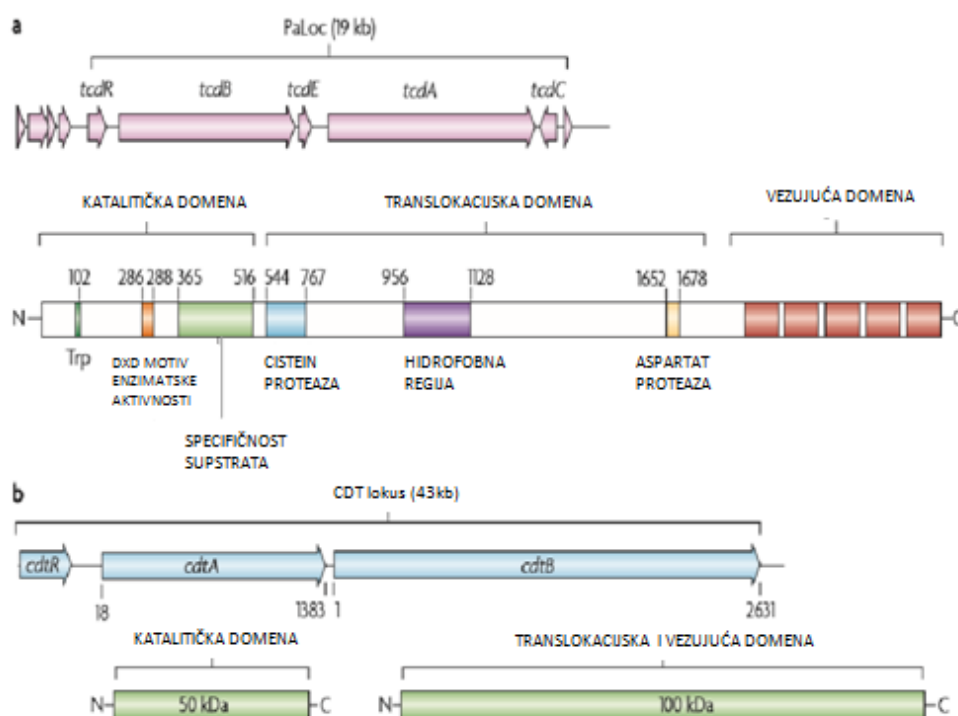 a
PaLoc (19 kb)
tcdR tcdB tcdE tcdA tcdC
KATALITIČKA DOMENA TRANSLOKACIJSKA DOMENA VEZUJUĆA DOMENA
102 286 288 365 516 544 767 956 1128 1652 1678
N C
Trp
DXD MOTIV
ENZIMATSKE
AKTIVNOSTI
SPECIFIČNOST
SUPSTRATA
CISTEIN
PROTEAZA
HIDROFOBNA
REGIJA
ASPARTAT
PROTEAZA
b
CDT lokus (43kb)
cdtR cdtA cdtB
18 1383 1 2631
KATALITIČKA DOMENA TRANSLOKACIJSKA I VEZUJUĆA DOMENA
N 50 kDa C N 100 kDa C